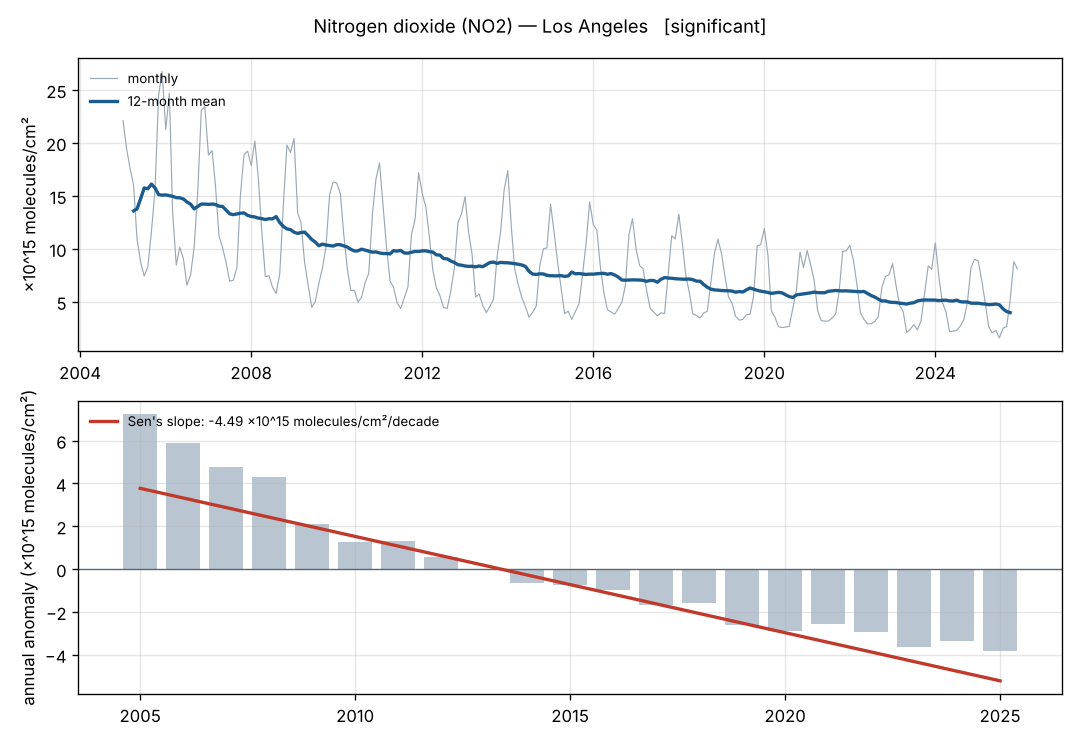 Nitrogen dioxide (NO2) — Los Angeles   [significant]
×10^15 molecules/cm²
monthly
12-month mean
25
20
15
10
5
2004 2008 2012 2016 2020 2024
annual anomaly (×10^15 molecules/cm²)
Sen's slope: -4.49 ×10^15 molecules/cm²/decade
6
4
2
0
−2
−4
2005 2010 2015 2020 2025